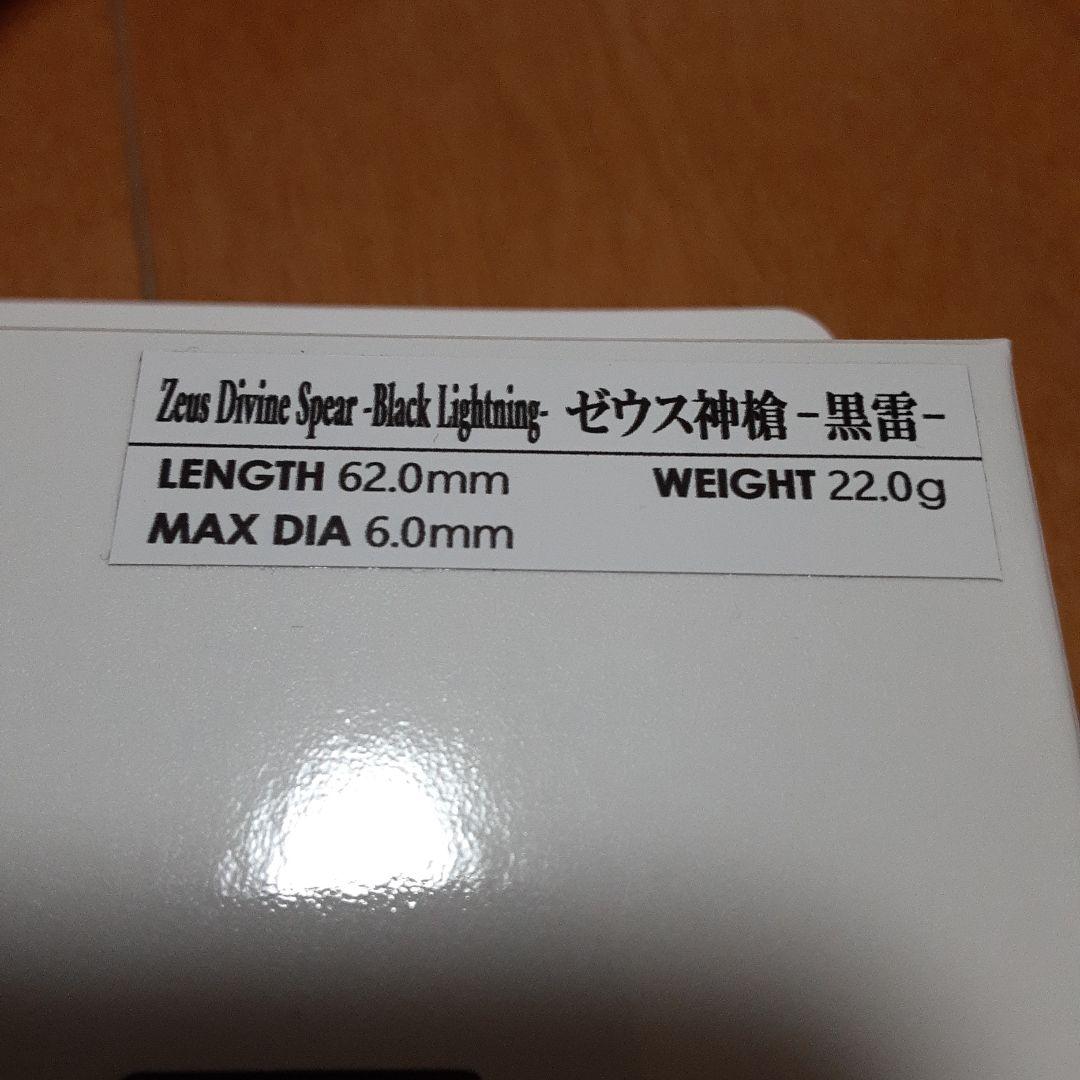 Zeus Divine Spear -Black Lightning- ゼウス神槍 -黒雷-
LENGTH 62.0mm WEIGHT 22.0g
MAX DIA 6.0mm